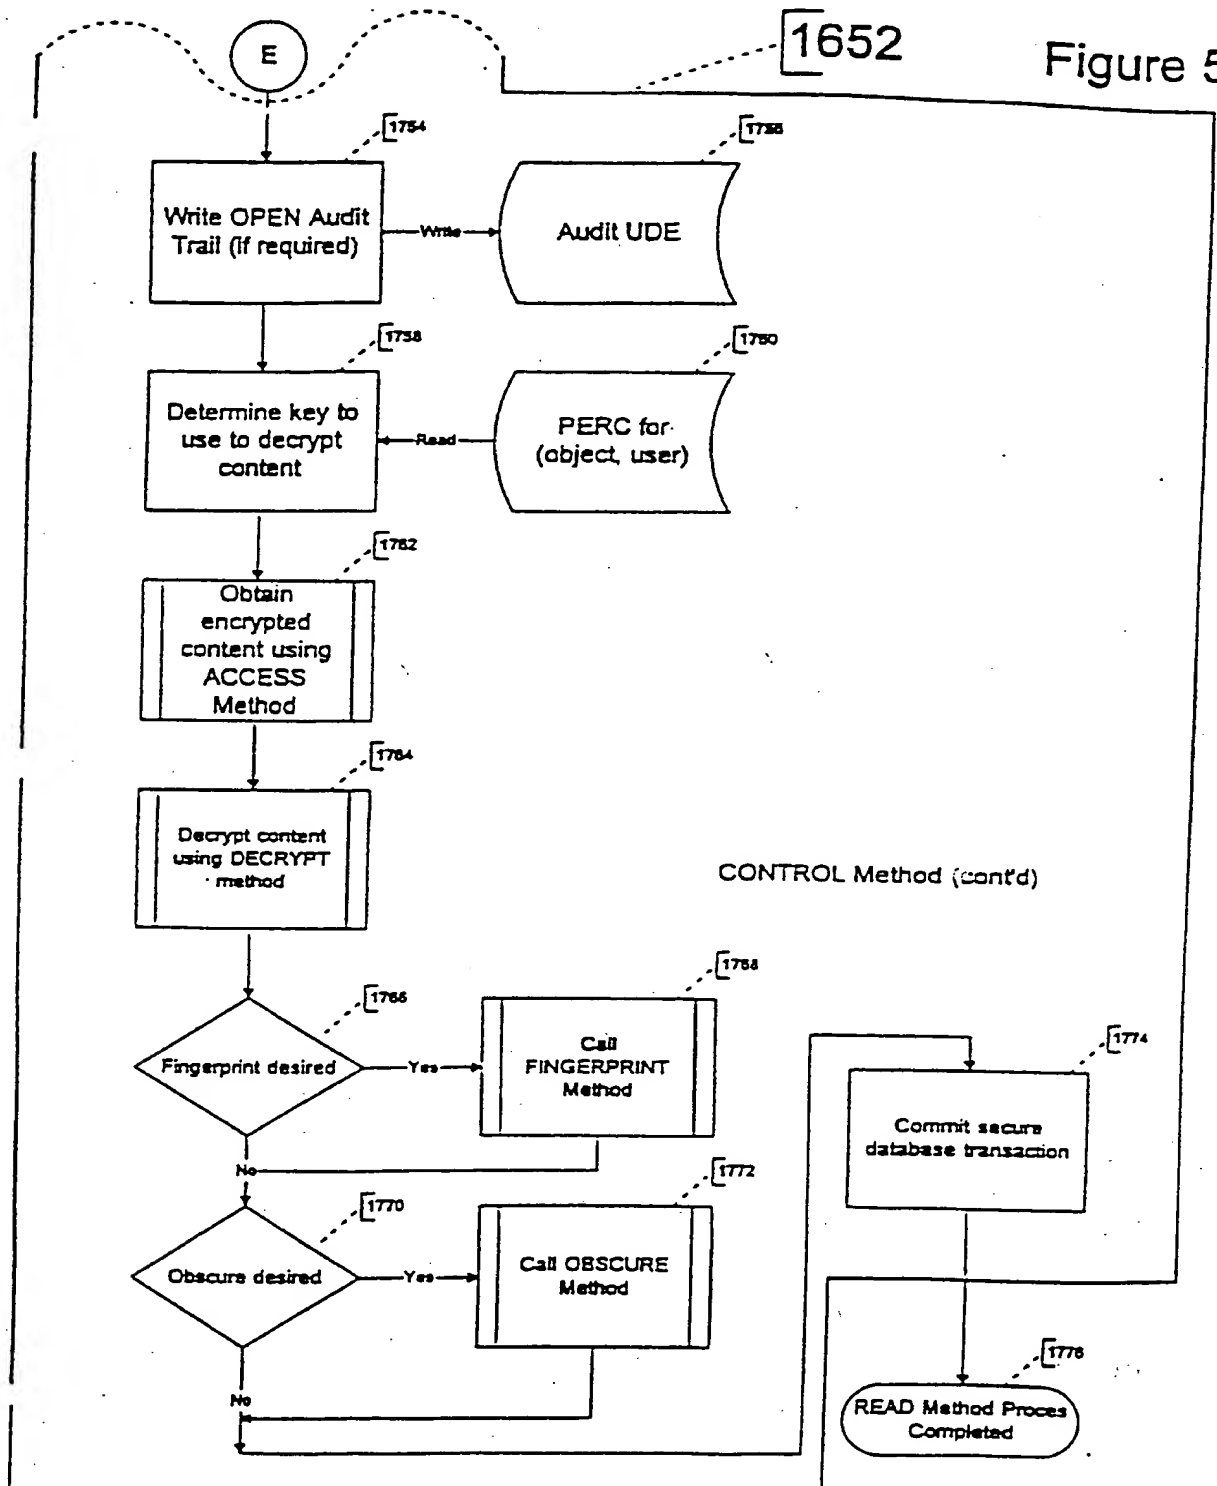 E
1652
Figure 5
1754
Write OPEN Audit
Trail (if required)
Write
1756
Audit UDE
1758
Determine key to
use to decrypt
content
Read
1760
PERC for
(object, user)
1762
Obtain
encrypted
content using
ACCESS
Method
1764
Decrypt content
using DECRYPT
method
CONTROL Method (cont'd)
1766
Fingerprint desired
Yes
1768
Call
FINGERPRINT
Method
No
1770
Obscure desired
Yes
1772
Call OBSCURE
Method
No
1774
Commit secure
database transaction
1776
READ Method Proces
Completed